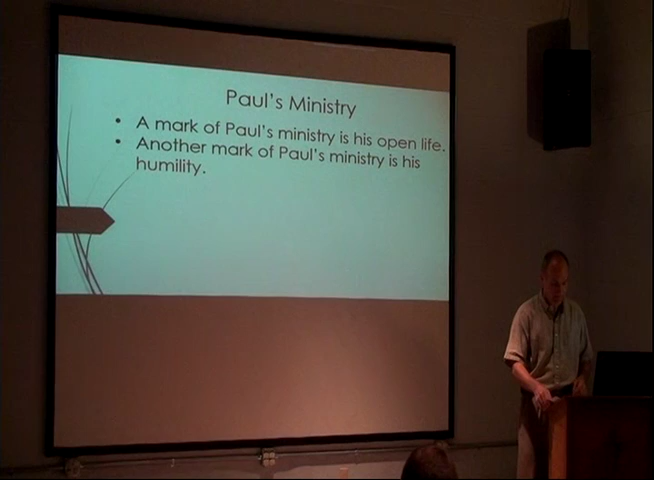 Paul's Ministry
• A mark of Paul's ministry is his open life.
• Another mark of Paul's ministry is his
humility.